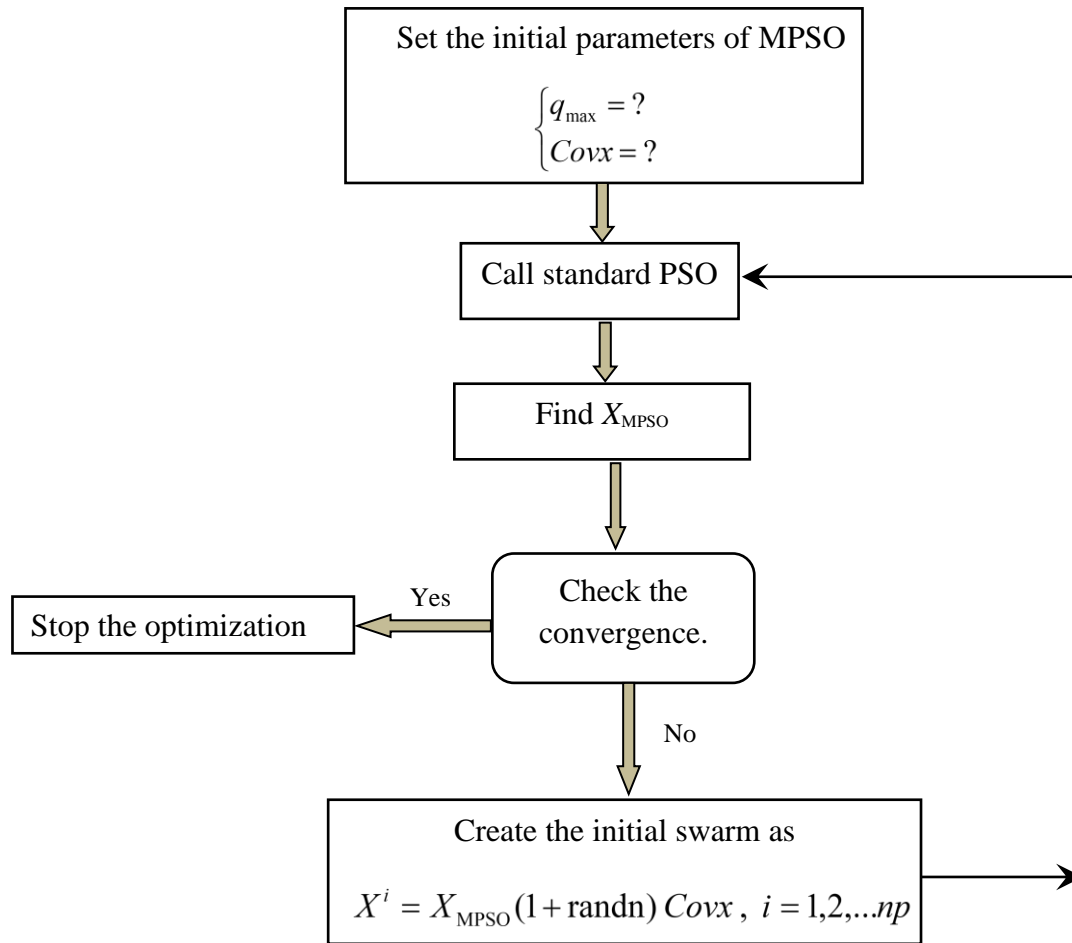 Set the initial parameters of MPSO
q_max = ?
Covx = ?
Call standard PSO
Find X_MPSO
Check the
convergence.
Yes
Stop the optimization
No
Create the initial swarm as
X^i = X_MPSO (1 + randn) Covx , i = 1,2,...np